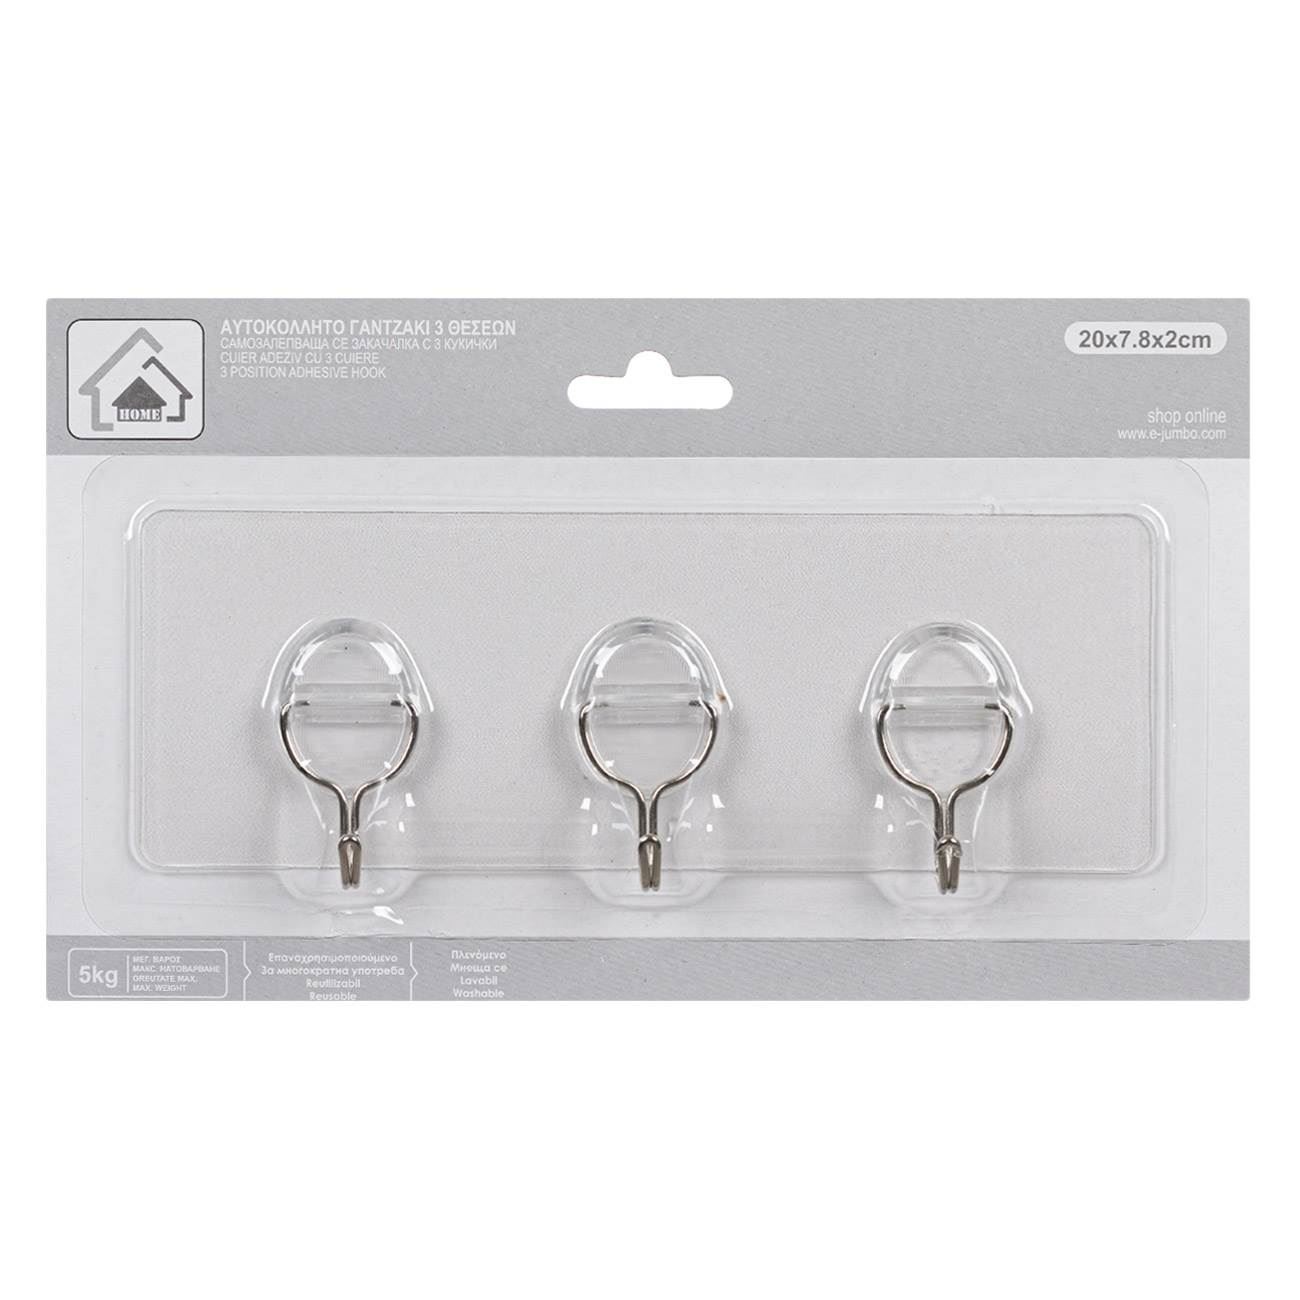 HOME
ΑΥΤΟΚΟΛΛΗΤΟ ΓΑΝΤΖΑΚΙ 3 ΘΕΣΕΩΝ
САМОЗАЛЕПВАЩА СЕ ЗАКАЧАЛКА С 3 КУКИЧКИ
CUIER ADEZIV CU 3 CUIERE
3 POSITION ADHESIVE HOOK
20x7.8x2cm
shop online
www.e-jumbo.com
5kg
ΜΕΓ. ΒΑΡΟΣ
МАКС. НАТОВАРВАНЕ
GREUTATE MAX.
MAX. WEIGHT
Επαναχρησιμοποιούμενο
За многократна употреба
Reutilizabil
Reusable
Πλενόμενο
Миеща се
Lavabil
Washable